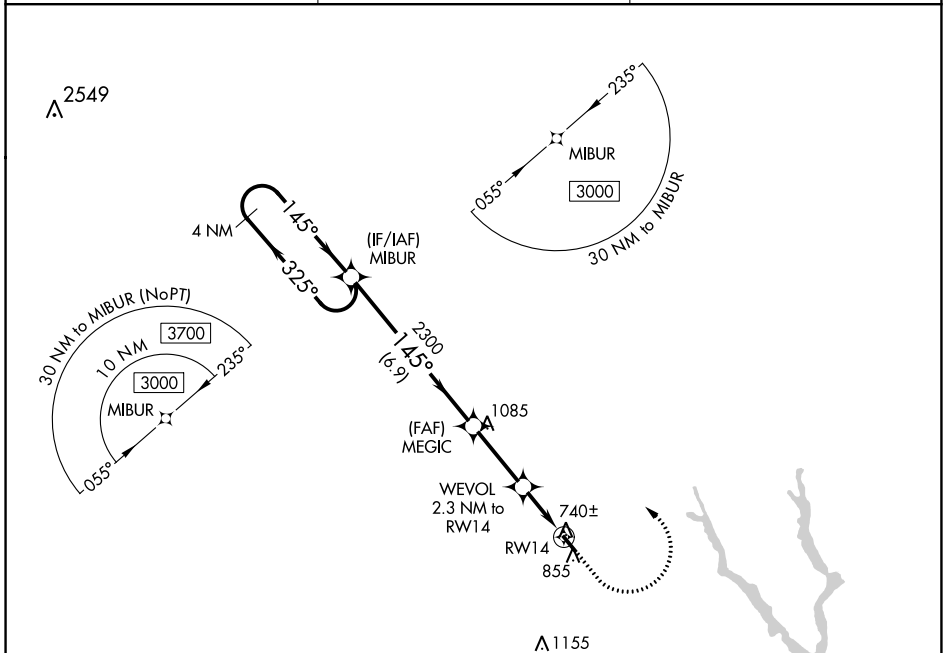 2549
235°
MIBUR
3000
055°
30 NM to MIBUR
4 NM
145°
325°
(IF/IAF)
MIBUR
30 NM to MIBUR (NoPT)
3700
10 NM
3000
235°
MIBUR
055°
2300
145°
(6.9)
1085
(FAF)
MEGIC
WEVOL
2.3 NM to
RW14
740±
RW14
855
1155